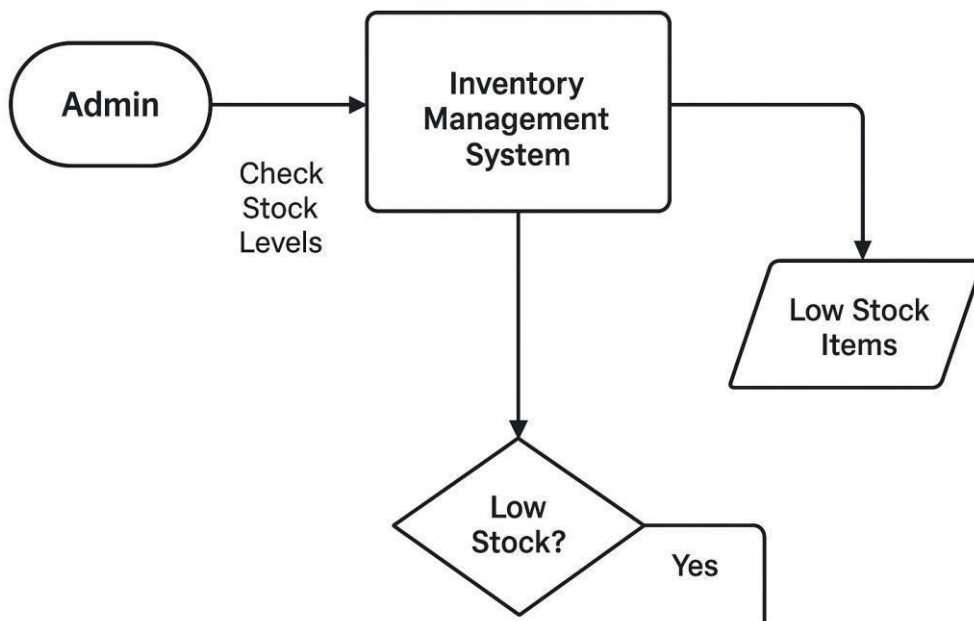 Admin
Check
Stock
Levels
Inventory
Management
System
Low Stock
Items
Low
Stock?
Yes